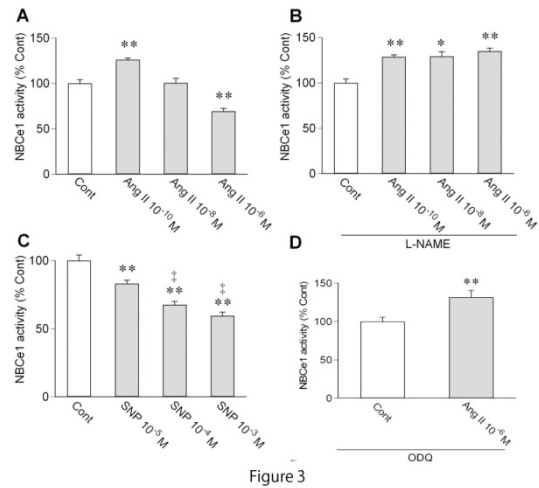 A
NBCe1 activity (% Cont)
150
100
50
0
**
**
Cont
Ang II 10-10 M
Ang II 10-8 M
Ang II 10-6 M
B
NBCe1 activity (% Cont)
150
100
50
0
**
*
**
Cont
Ang II 10-10 M
Ang II 10-8 M
Ang II 10-6 M
L-NAME
C
NBCe1 activity (% Cont)
100
50
0
**
‡
**
‡
**
Cont
SNP 10-5 M
SNP 10-4 M
SNP 10-3 M
D
NBCe1 activity (% Cont)
150
100
50
0
**
Cont
Ang II 10-6 M
ODQ
Figure 3